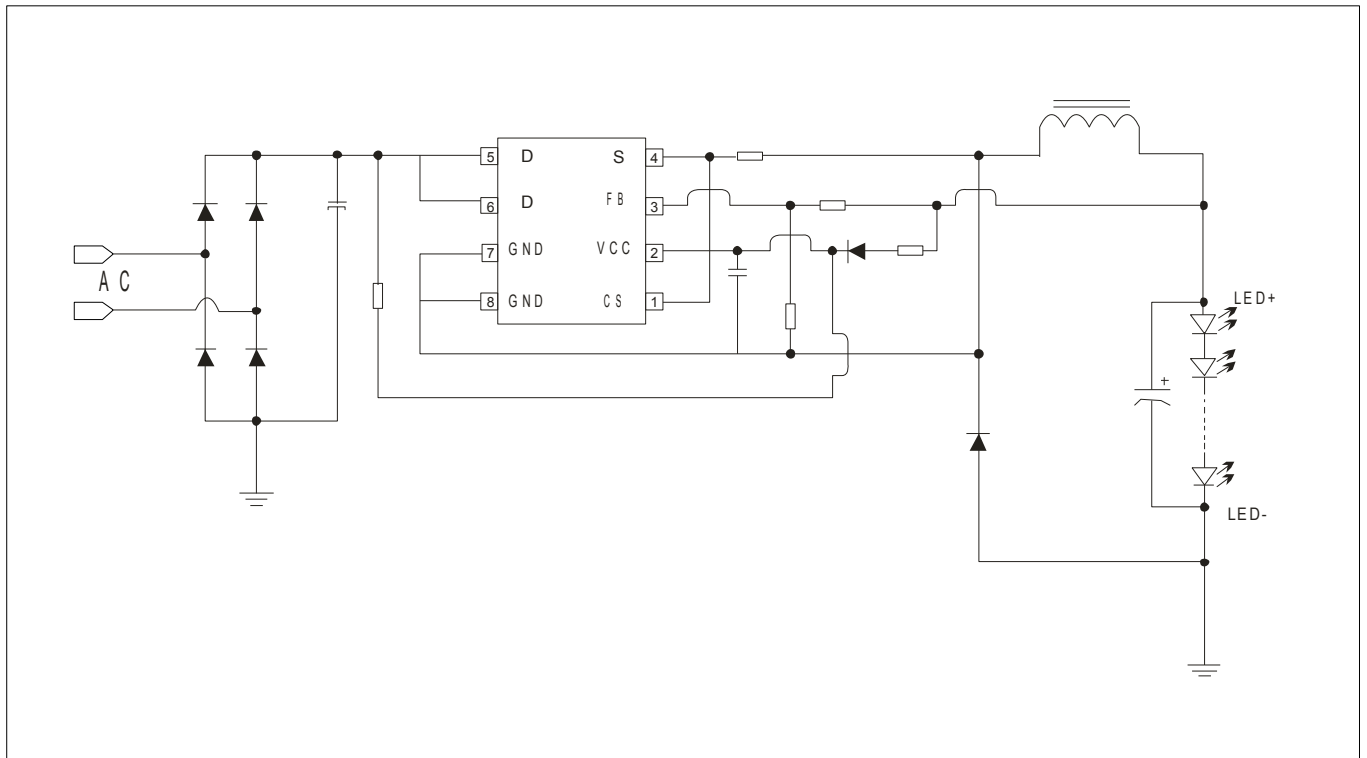 5 D S 4
6 D FB 3
7 GND VCC 2
8 GND CS 1
AC
LED+
+
LED-